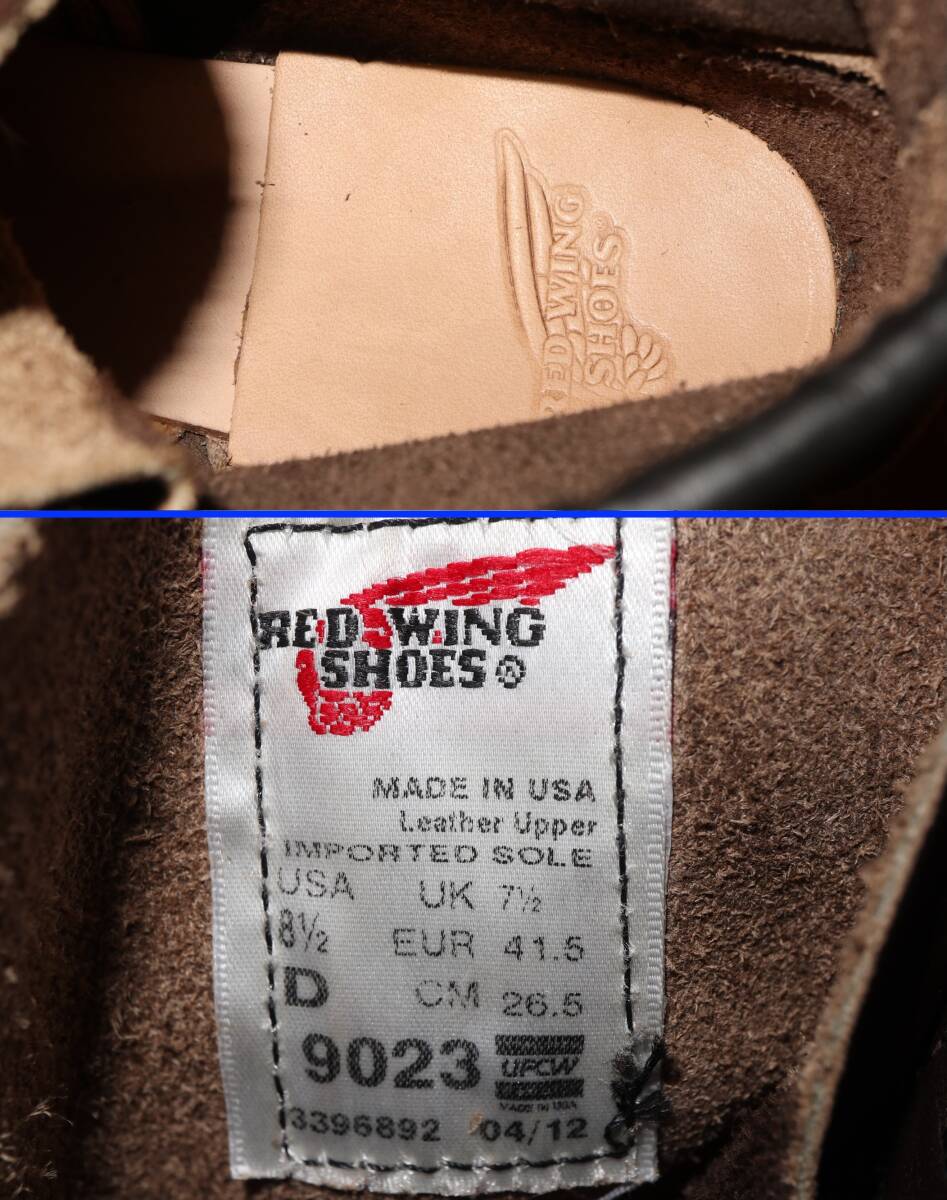 RED WING
SHOES
RED WING
SHOES ®
MADE IN USA
Leather Upper
IMPORTED SOLE
USA UK 7½
8½ EUR 41.5
D CM 26.5
9023 UFCW
MADE IN USA
3396892 04/12 C